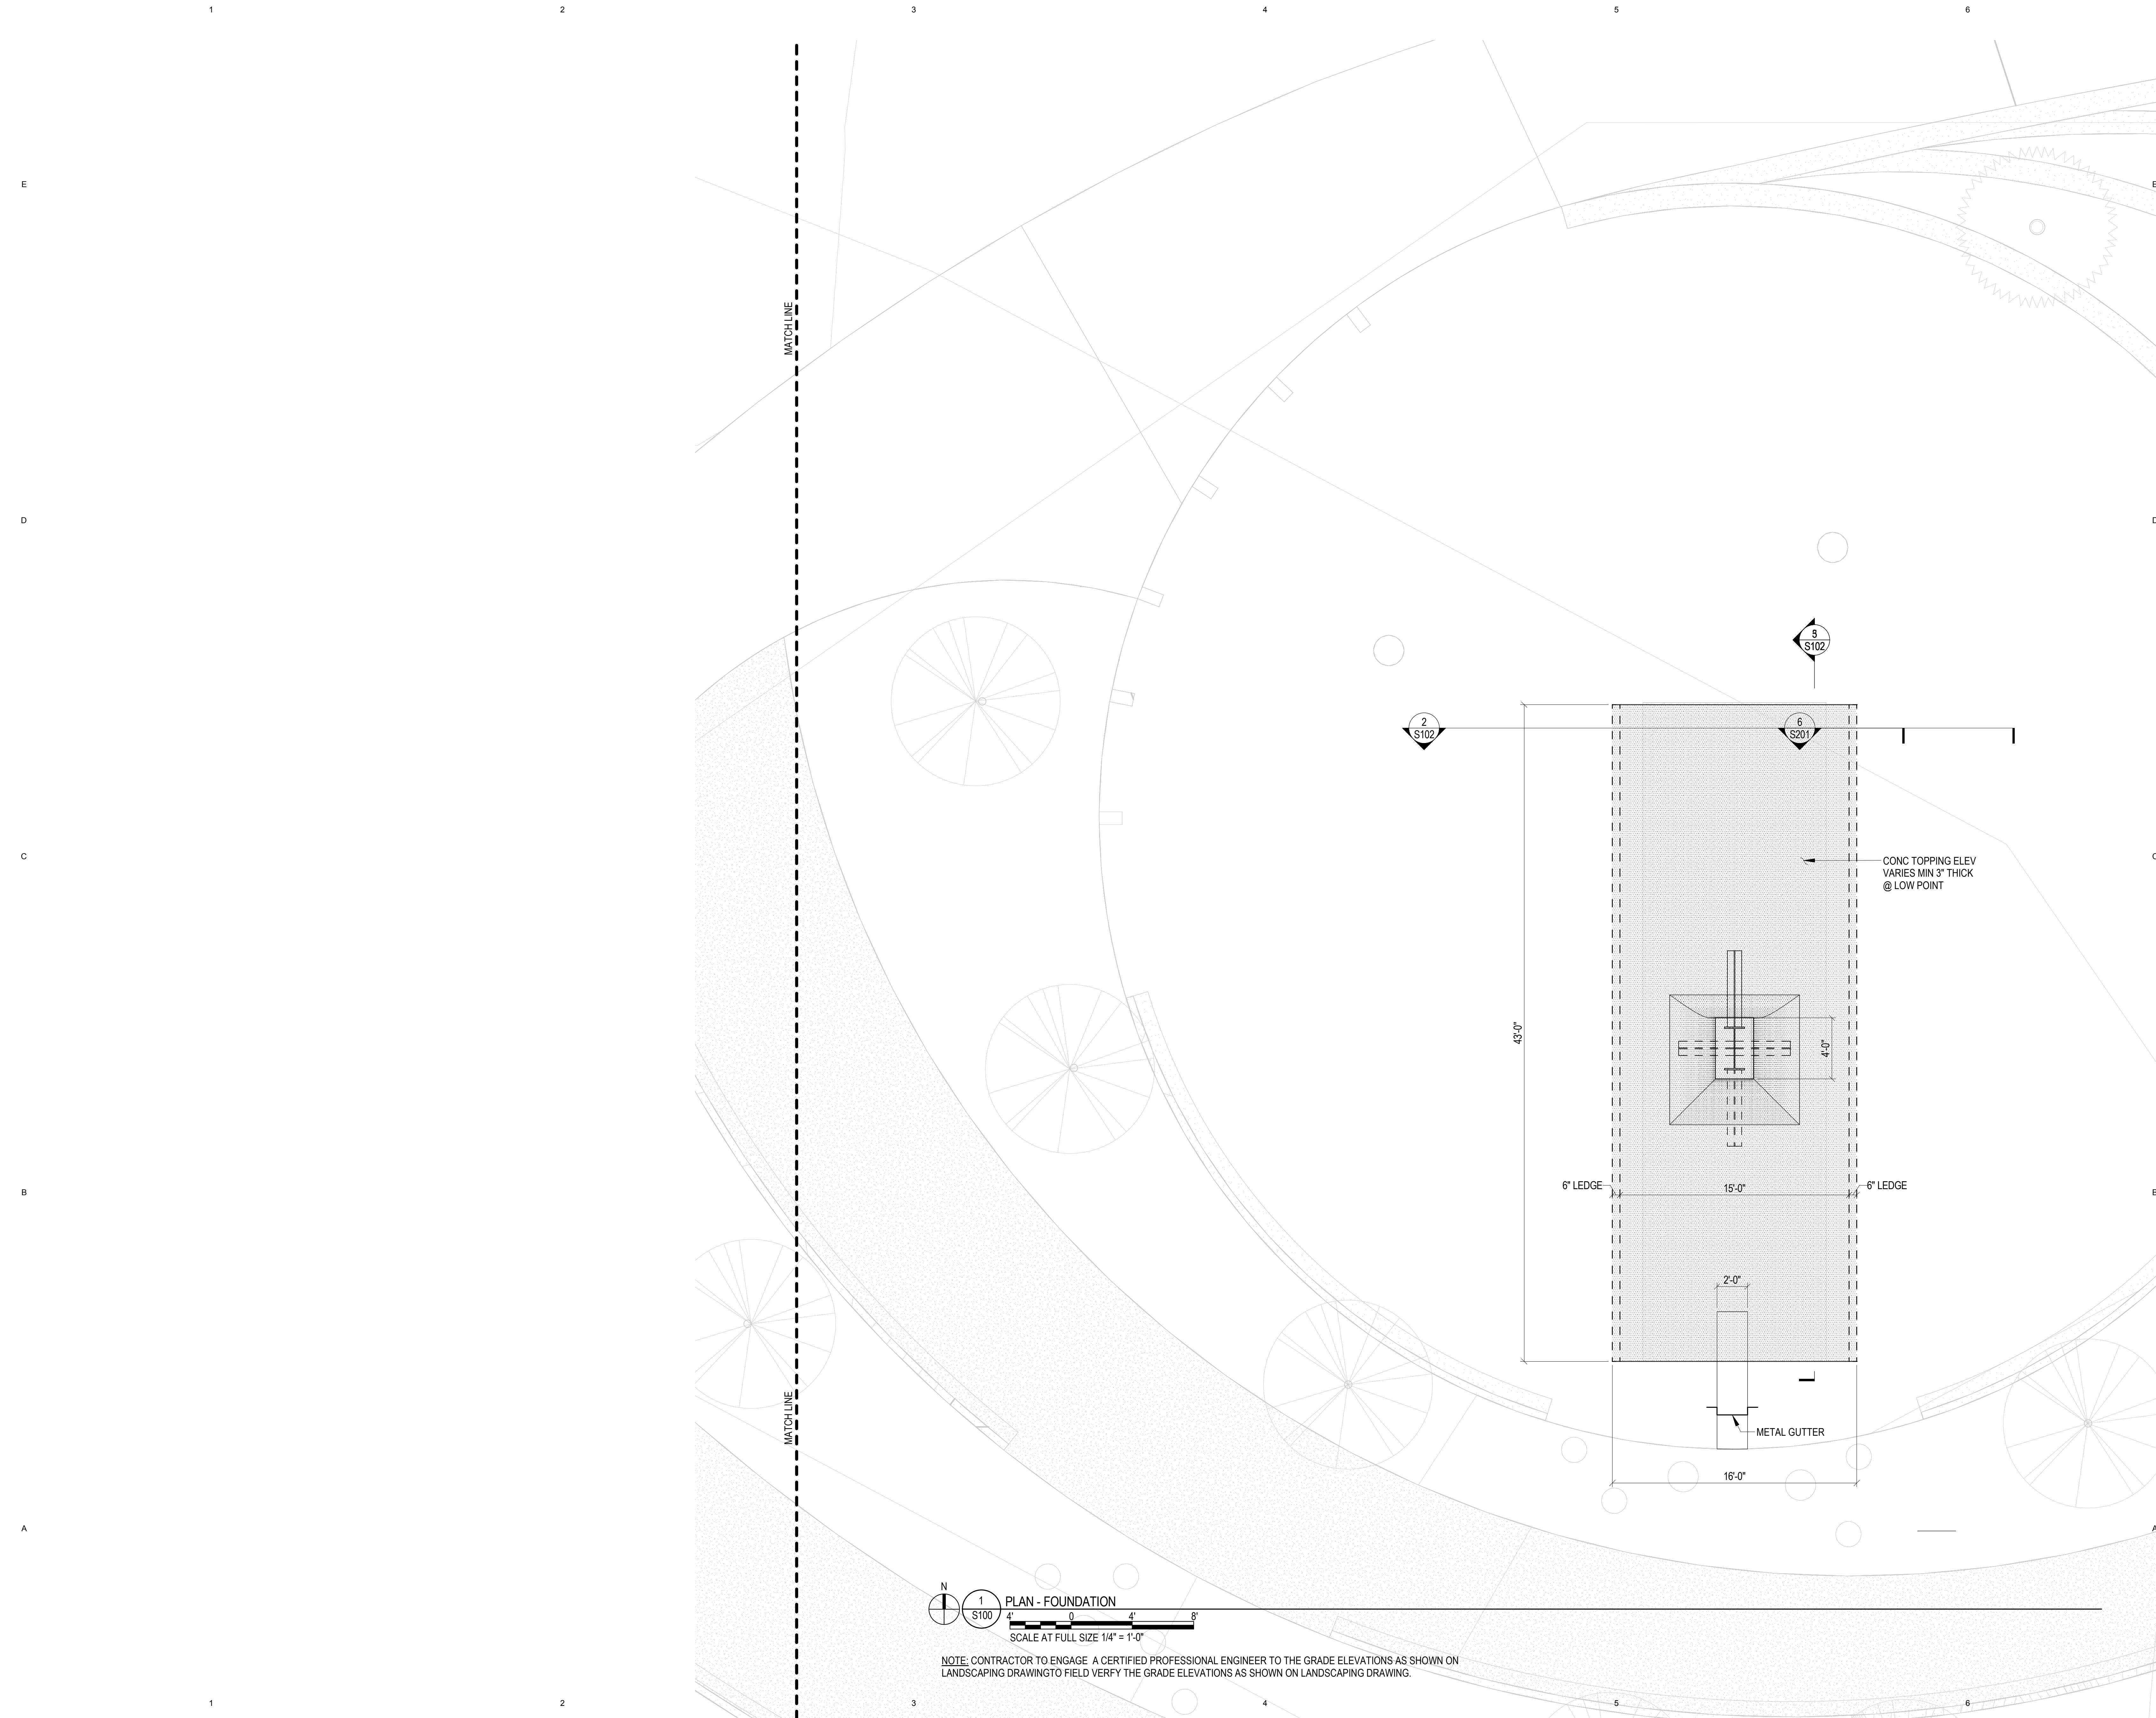 1 2 3 4 5 6
E E
MATCH LINE
D D
S102
2
S102
6
S201
C C
CONC TOPPING ELEV
VARIES MIN 3" THICK
@ LOW POINT
43'-0"
4'-0"
B B
6" LEDGE 15'-0" 6" LEDGE
2'-0"
MATCH LINE
METAL GUTTER
16'-0"
A A
N
1
S100
PLAN - FOUNDATION
4' 0 4' 8'
SCALE AT FULL SIZE 1/4" = 1'-0"
NOTE: CONTRACTOR TO ENGAGE A CERTIFIED PROFESSIONAL ENGINEER TO THE GRADE ELEVATIONS AS SHOWN ON
LANDSCAPING DRAWINGTO FIELD VERFY THE GRADE ELEVATIONS AS SHOWN ON LANDSCAPING DRAWING.
1 2 3 4 5 6